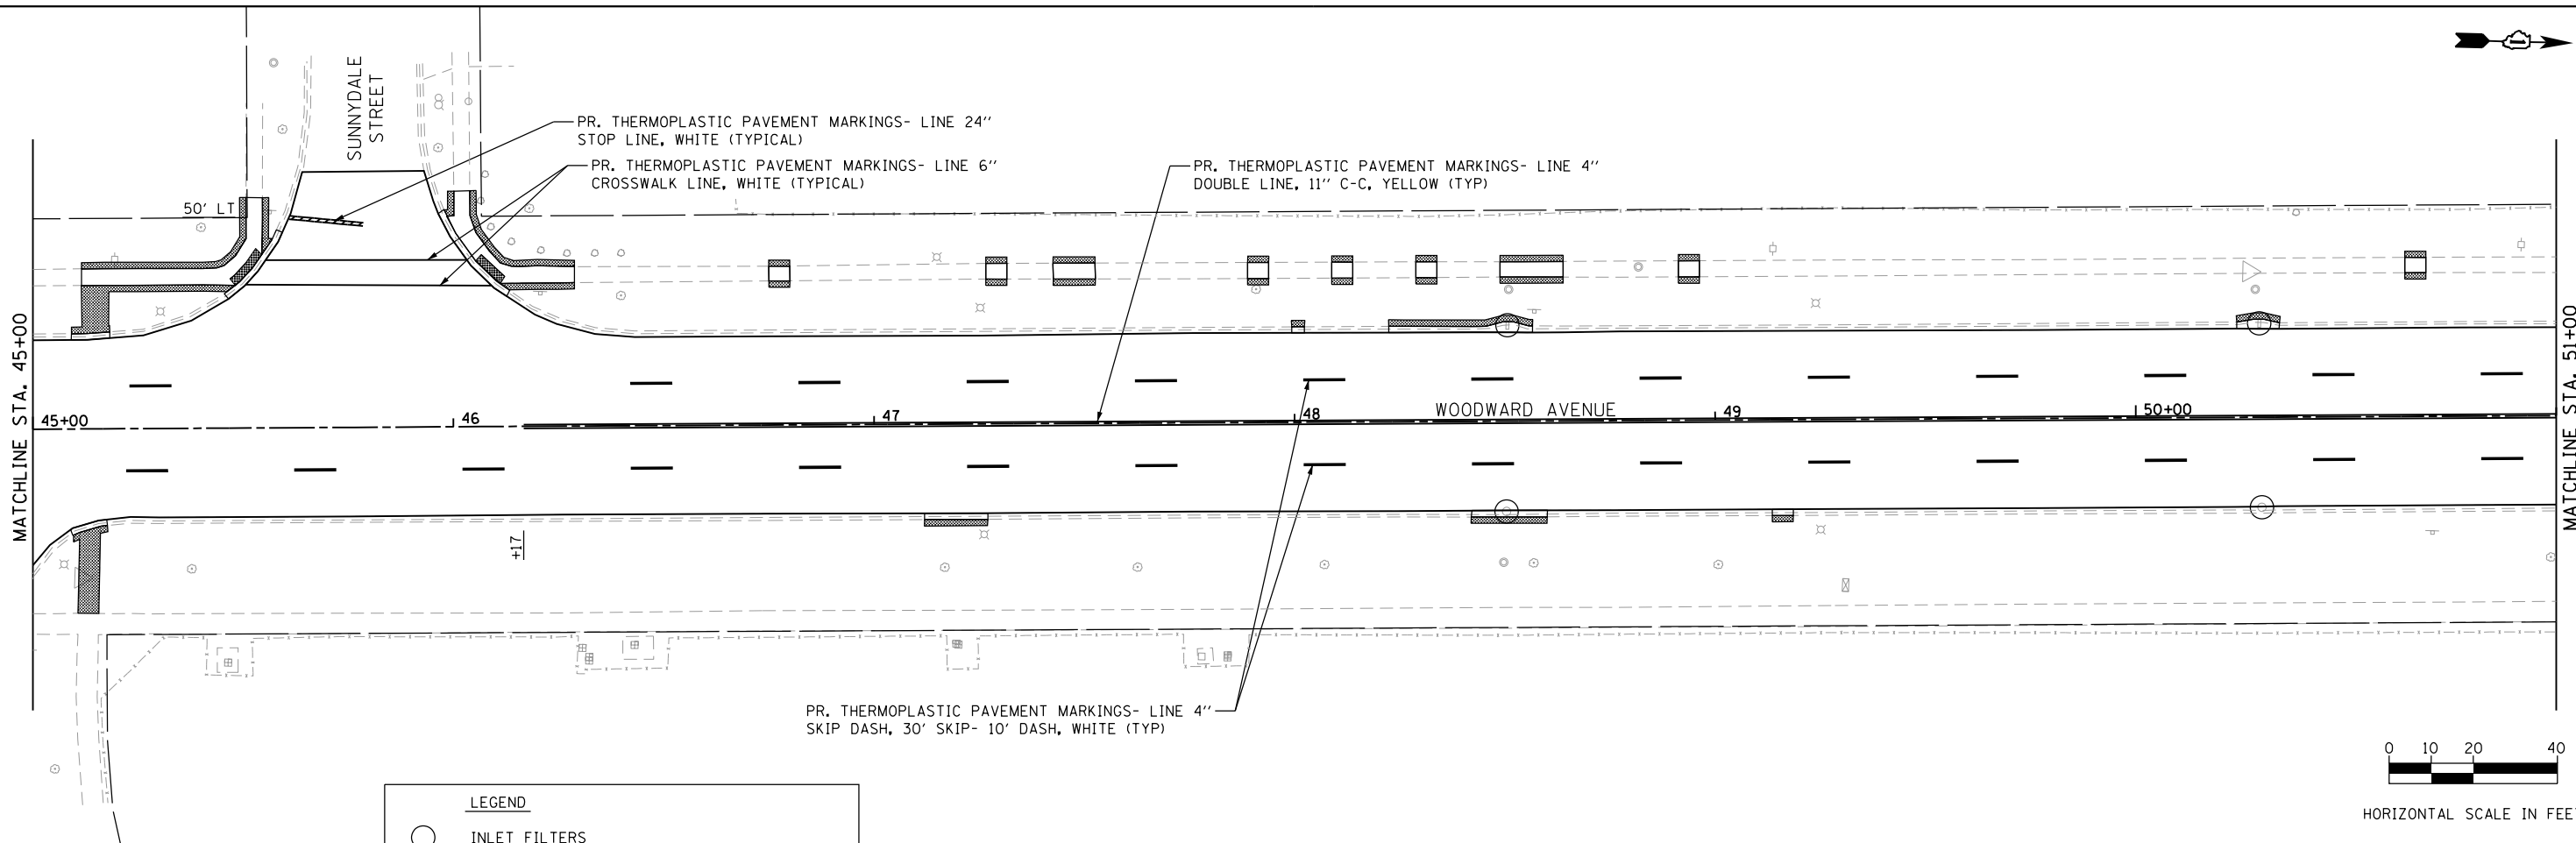 SUNNYDALE
STREET
PR. THERMOPLASTIC PAVEMENT MARKINGS- LINE 24''
STOP LINE, WHITE (TYPICAL)
PR. THERMOPLASTIC PAVEMENT MARKINGS- LINE 6''
CROSSWALK LINE, WHITE (TYPICAL)
PR. THERMOPLASTIC PAVEMENT MARKINGS- LINE 4''
DOUBLE LINE, 11'' C-C, YELLOW (TYP)
50' LT
MATCHLINE STA. 45+00
45+00
46
47
48
WOODWARD AVENUE
49
50+00
MATCHLINE STA. 51+00
+17
PR. THERMOPLASTIC PAVEMENT MARKINGS- LINE 4''
SKIP DASH, 30' SKIP- 10' DASH, WHITE (TYP)
0 10 20 40
HORIZONTAL SCALE IN FEET
LEGEND
INLET FILTERS